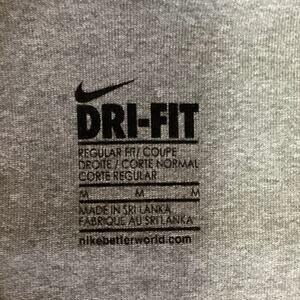 DRI-FIT
REGULAR FIT/ COUPE
DROITE / CORTE NORMAL
CORTE REGULAR
M M M
MADE IN SRI LANKA
FABRIQUE AU SRI LANKA
nikebetterworld.com